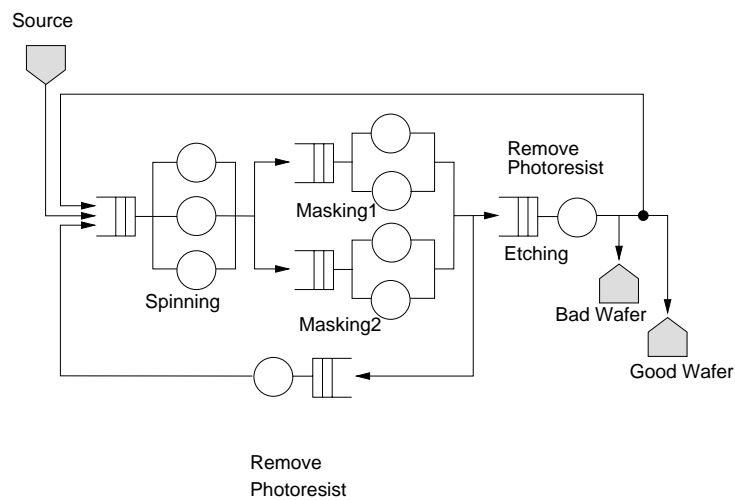 Source
Remove
Photoresist
Masking1
Etching
Spinning
Masking2
Bad Wafer
Good Wafer
Remove
Photoresist